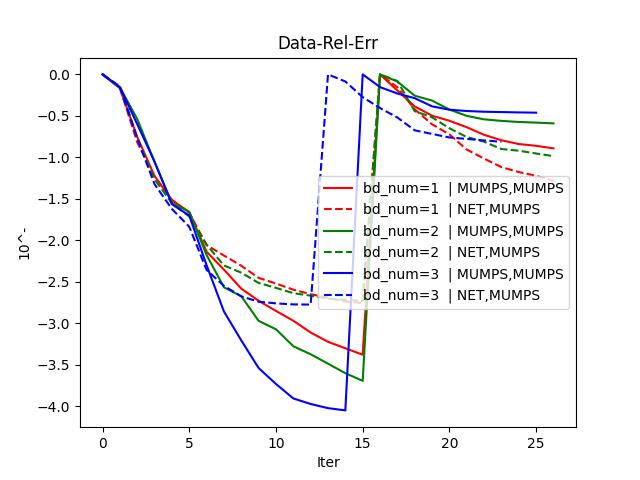 Data-Rel-Err
0.0
−0.5
−1.0
−1.5
−2.0
−2.5
−3.0
−3.5
−4.0
10^-
bd_num=1 | MUMPS,MUMPS
bd_num=1 | NET,MUMPS
bd_num=2 | MUMPS,MUMPS
bd_num=2 | NET,MUMPS
bd_num=3 | MUMPS,MUMPS
bd_num=3 | NET,MUMPS
0 5 10 15 20 25
Iter